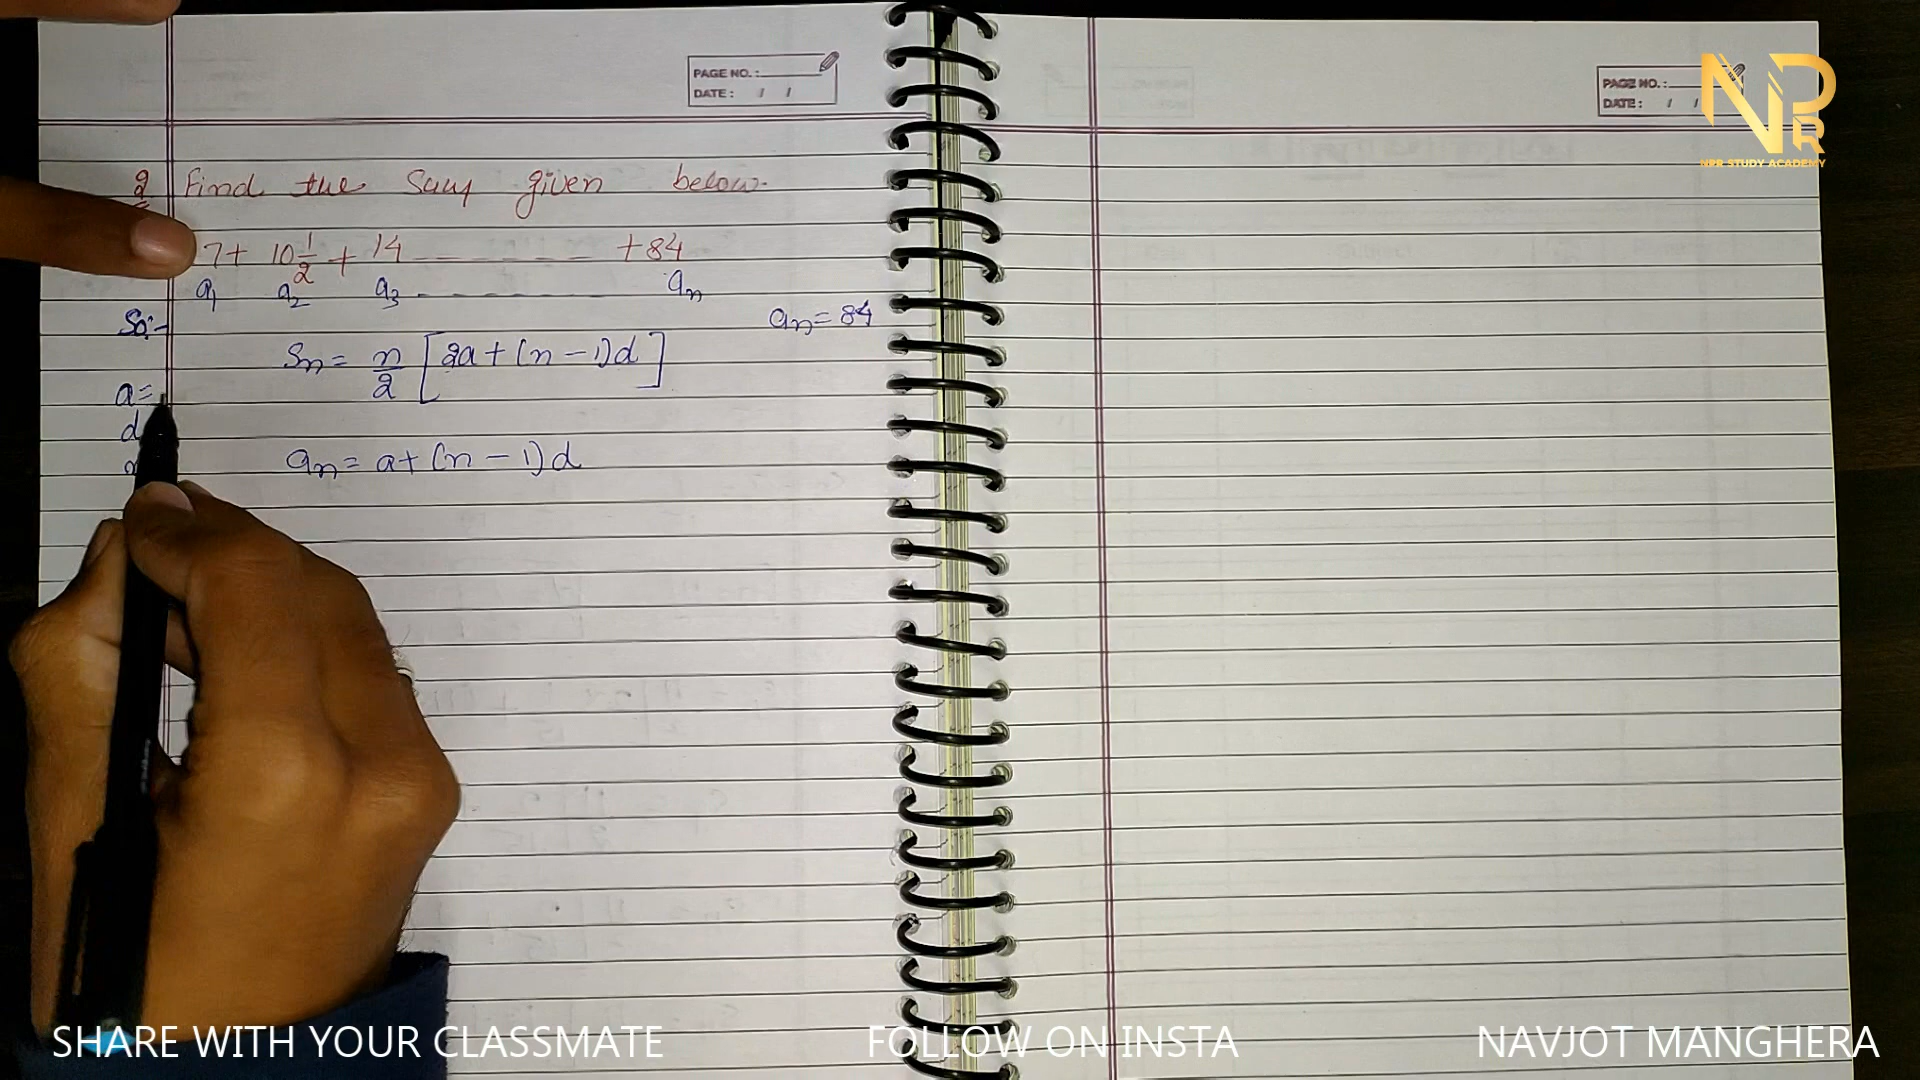 PAGE NO. :
DATE : / /
PAGE NO. :
DATE : / /
NPR
NPR STUDY ACADEMY
Q Find the Sum given below.
7 + 10 1/2 + 14 ------- + 84
a₁ a₂ a₃ ------- aₙ
Sol:-
aₙ = 84
Sₙ = n/2 [2a + (n - 1)d]
a =
d
aₙ = a + (n - 1)d
SHARE WITH YOUR CLASSMATE
FOLLOW ON INSTA
NAVJOT MANGHERA